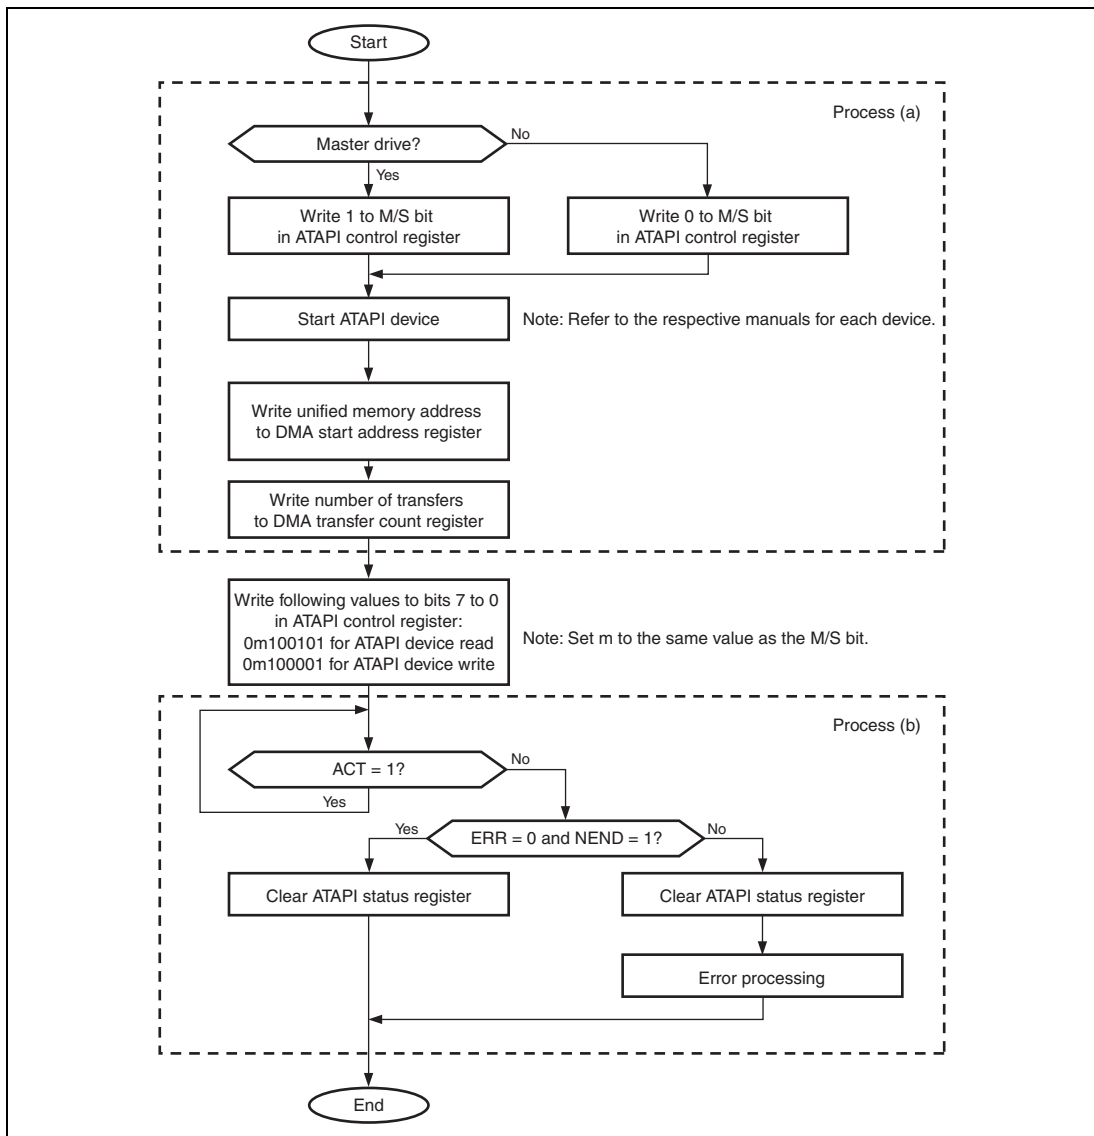 Start
Process (a)
Master drive?
No
Yes
Write 1 to M/S bit
in ATAPI control register
Write 0 to M/S bit
in ATAPI control register
Start ATAPI device
Note: Refer to the respective manuals for each device.
Write unified memory address
to DMA start address register
Write number of transfers
to DMA transfer count register
Write following values to bits 7 to 0
in ATAPI control register:
0m100101 for ATAPI device read
0m100001 for ATAPI device write
Note: Set m to the same value as the M/S bit.
Process (b)
ACT = 1?
No
Yes
ERR = 0 and NEND = 1?
Yes
No
Clear ATAPI status register
Clear ATAPI status register
Error processing
End